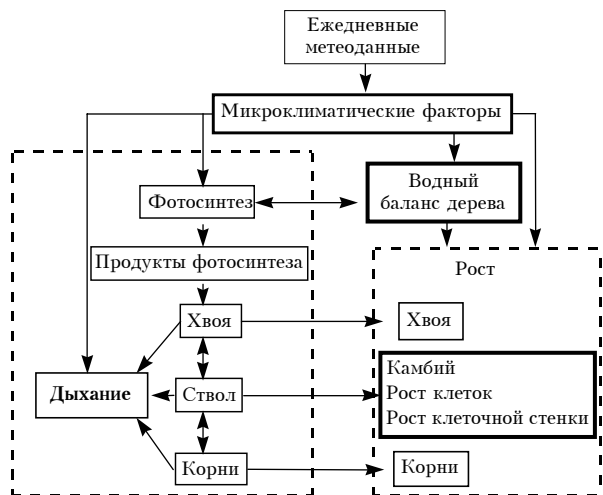 Ежедневные
метеоданные
Микроклиматические факторы
Водный
баланс дерева
Фотосинтез
Продукты фотосинтеза
Рост
Хвоя
Хвоя
Дыхание
Ствол
Камбий
Рост клеток
Рост клеточной стенки
Корни
Корни